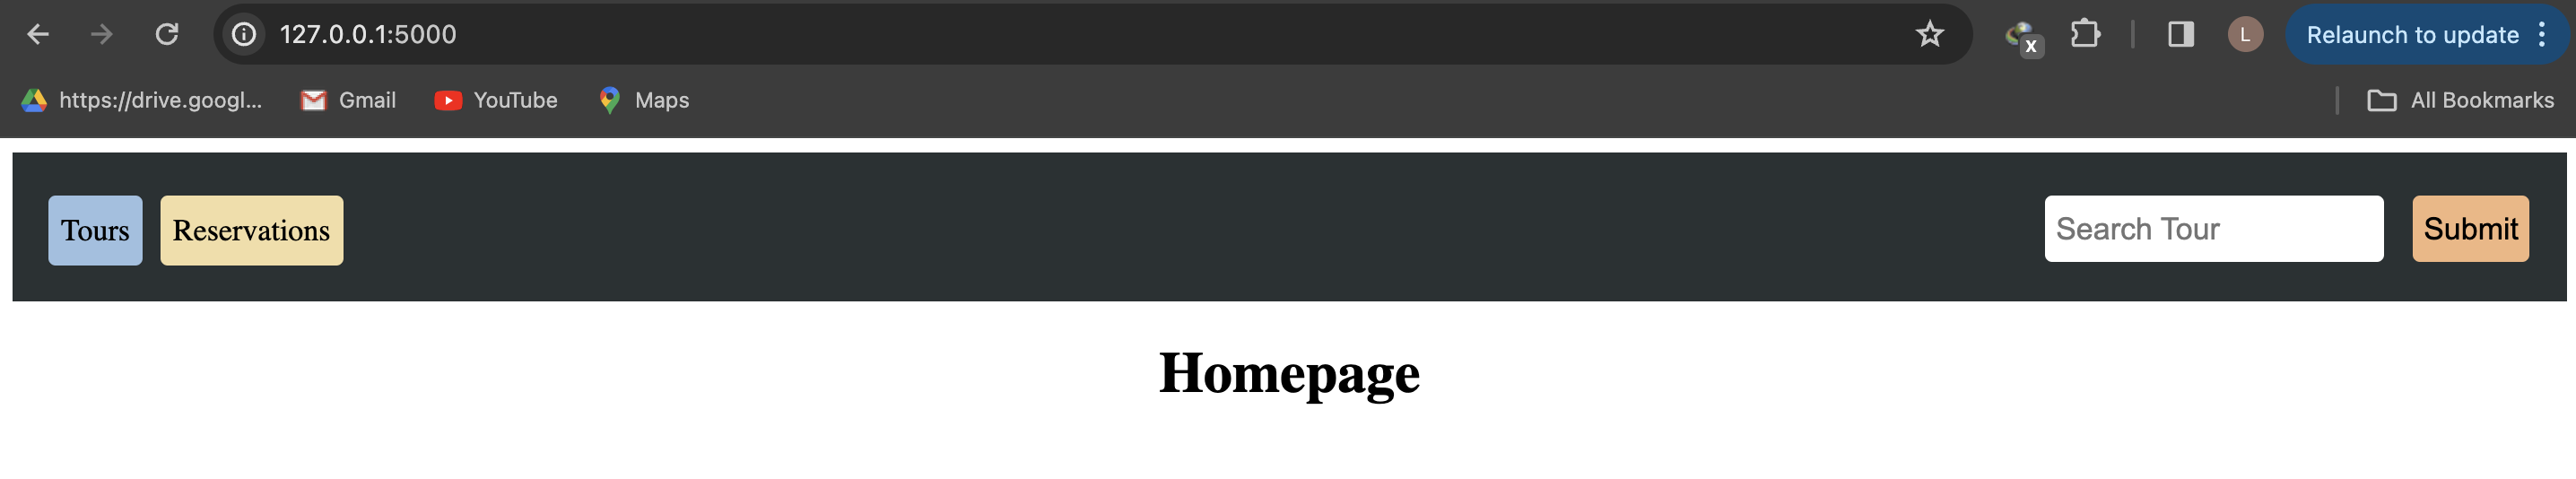 127.0.0.1:5000
X
L
Relaunch to update
https://drive.googl...
Gmail
YouTube
Maps
All Bookmarks
Tours
Reservations
Search Tour
Submit
Homepage